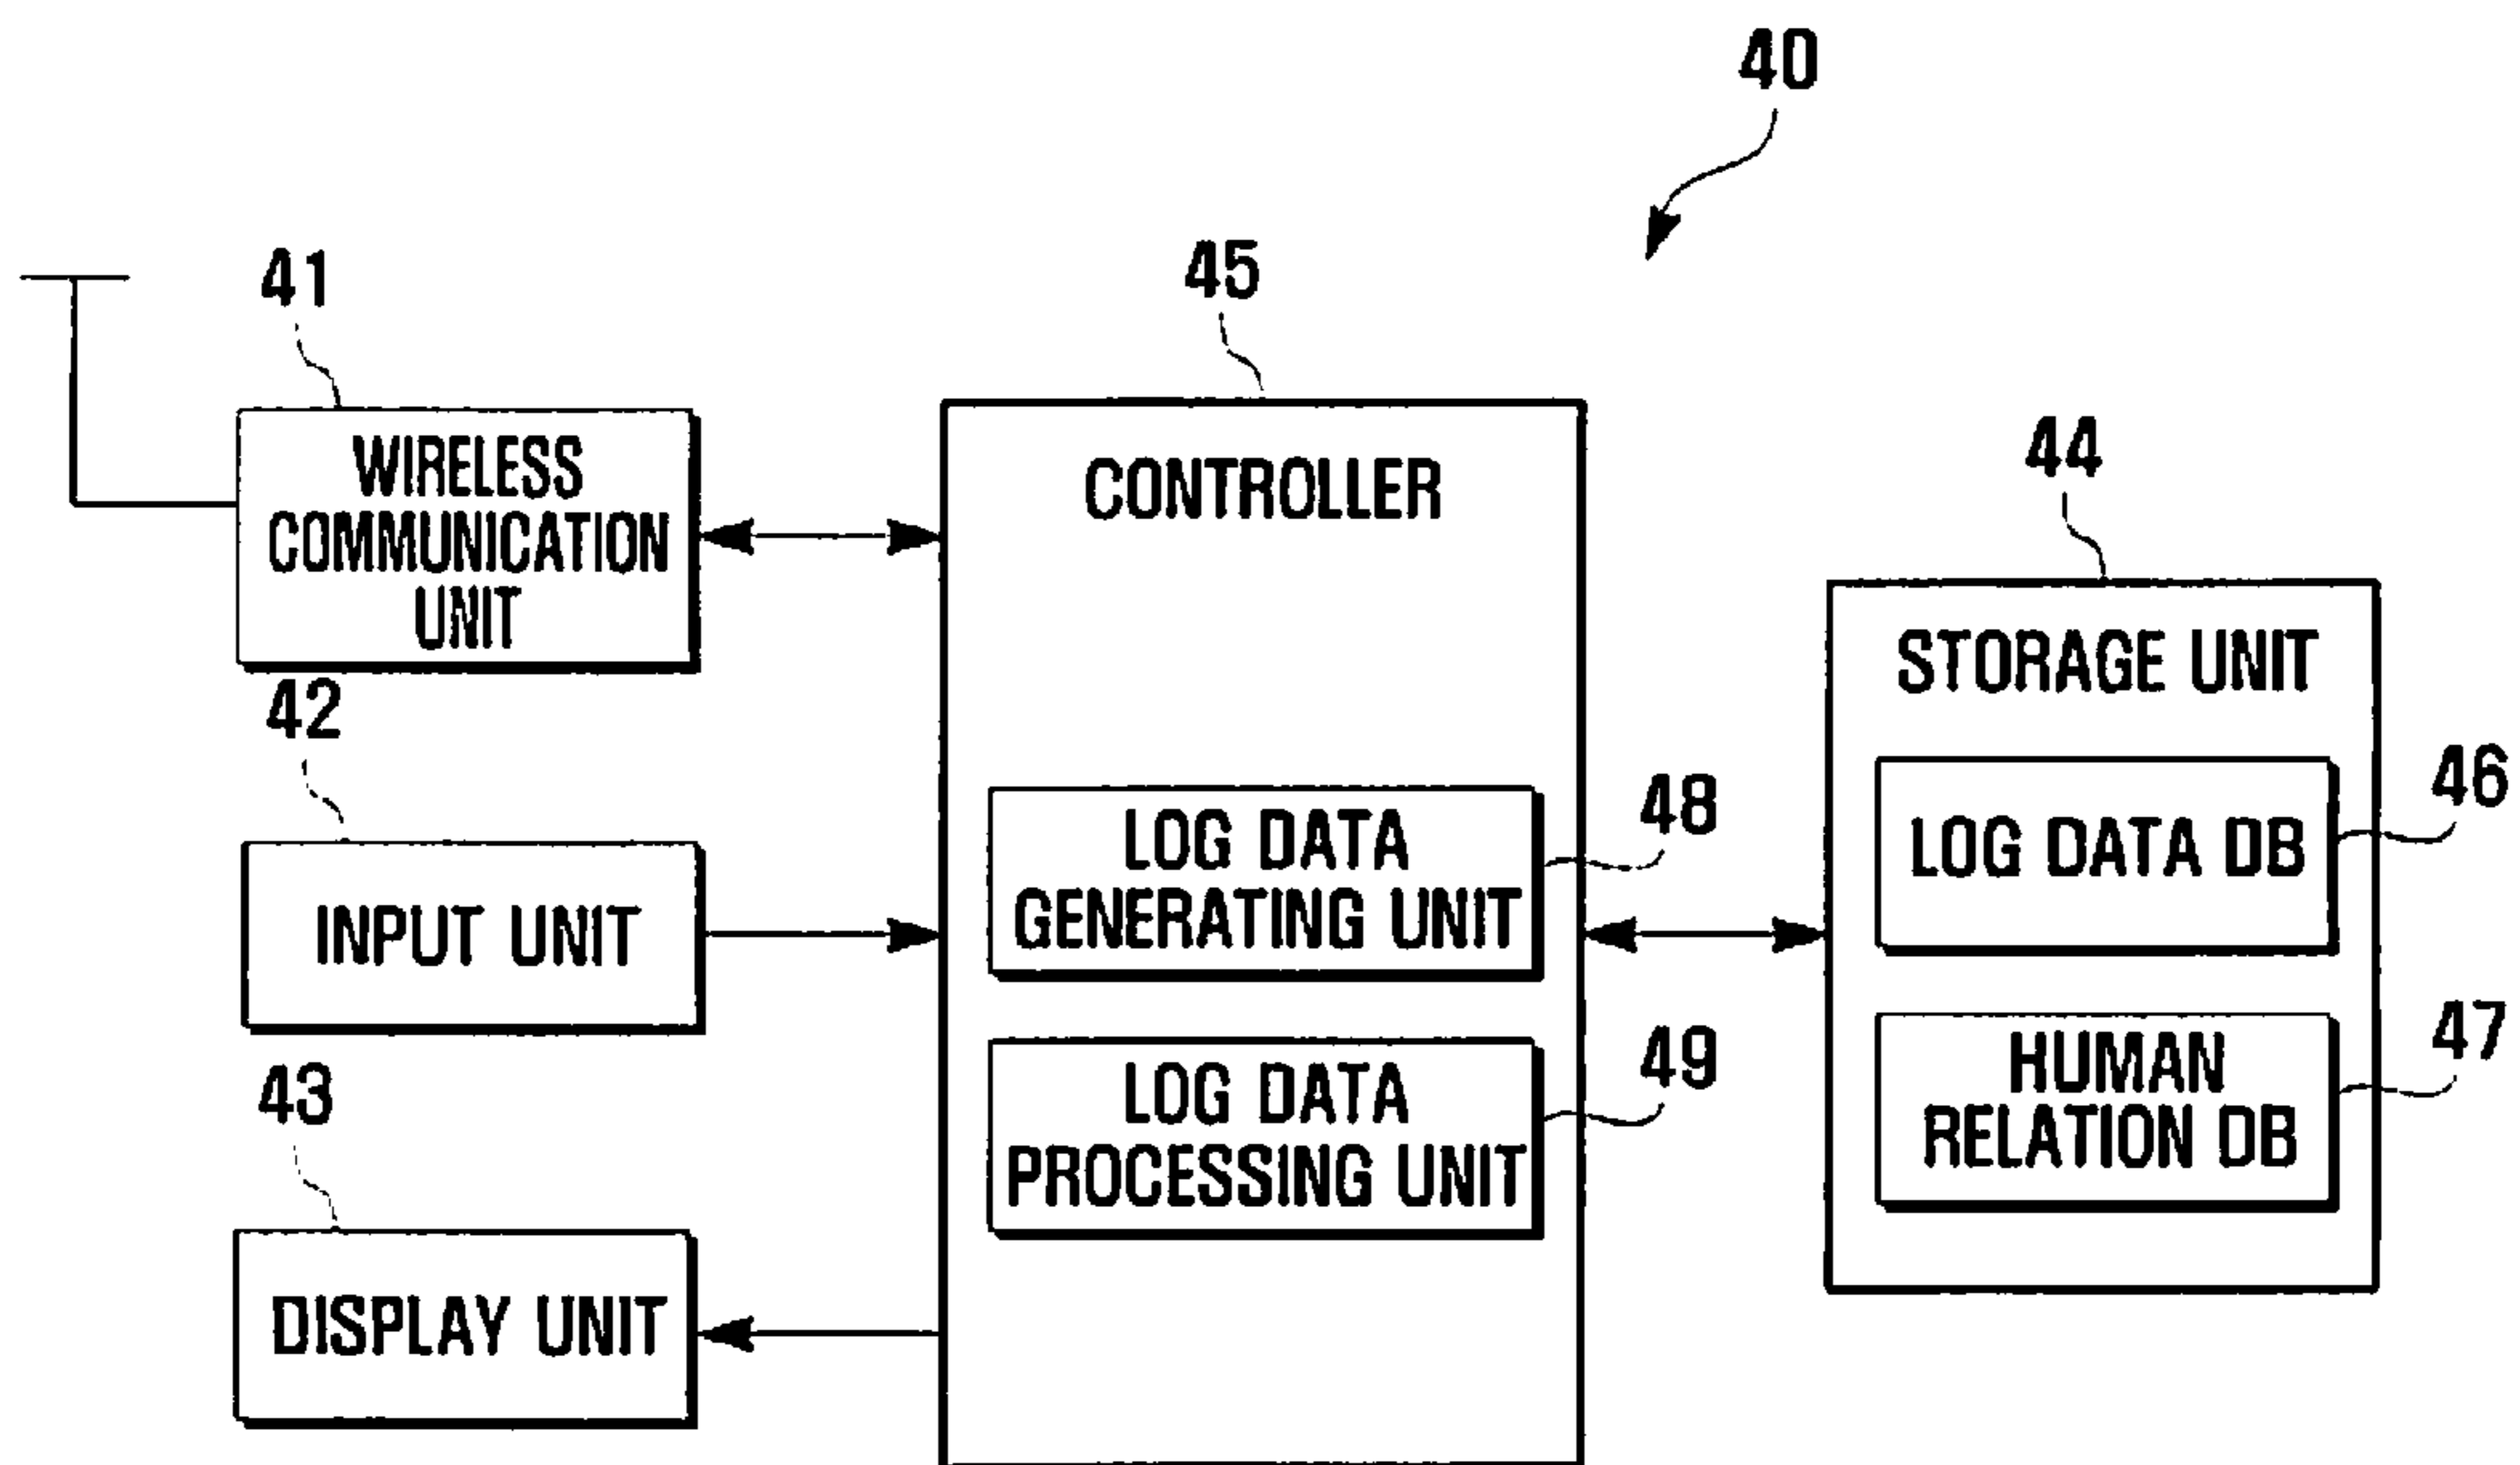 40
41
WIRELESS
COMMUNICATION
UNIT
42
INPUT UNIT
43
DISPLAY UNIT
45
CONTROLLER
LOG DATA
GENERATING UNIT
48
LOG DATA
PROCESSING UNIT
49
44
STORAGE UNIT
LOG DATA DB
46
HUMAN
RELATION DB
47